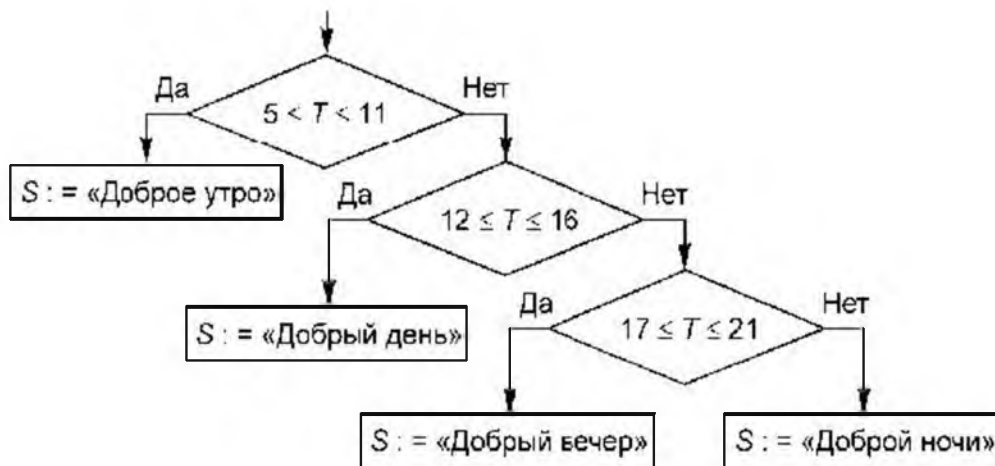 Да
Нет
5 < T < 11
S : = «Доброе утро»
Да
Нет
12 ≤ T ≤ 16
S : = «Добрый день»
Да
Нет
17 ≤ T ≤ 21
S : = «Добрый вечер»
S : = «Доброй ночи»